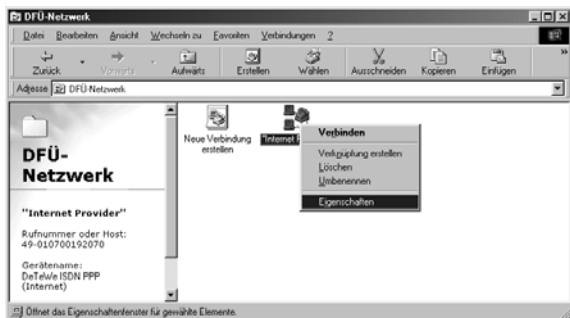 DFÜ-Netzwerk
Datei Bearbeiten Ansicht Wechseln zu Favoriten Verbindungen ?
Zurück Vorwärts Aufwärts Erstellen Wählen Ausschneiden Kopieren Einfügen »
Adresse DFÜ-Netzwerk
DFÜ-
Netzwerk
"Internet Provider"
Rufnummer oder Host:
49-010700192070
Gerätename:
DeTeWe ISDN PPP
(Internet)
Neue Verbindung
erstellen
"Internet
Verbinden
Verknüpfung erstellen
Löschen
Umbenennen
Eigenschaften
Öffnet das Eigenschaftenfenster für gewählte Elemente.